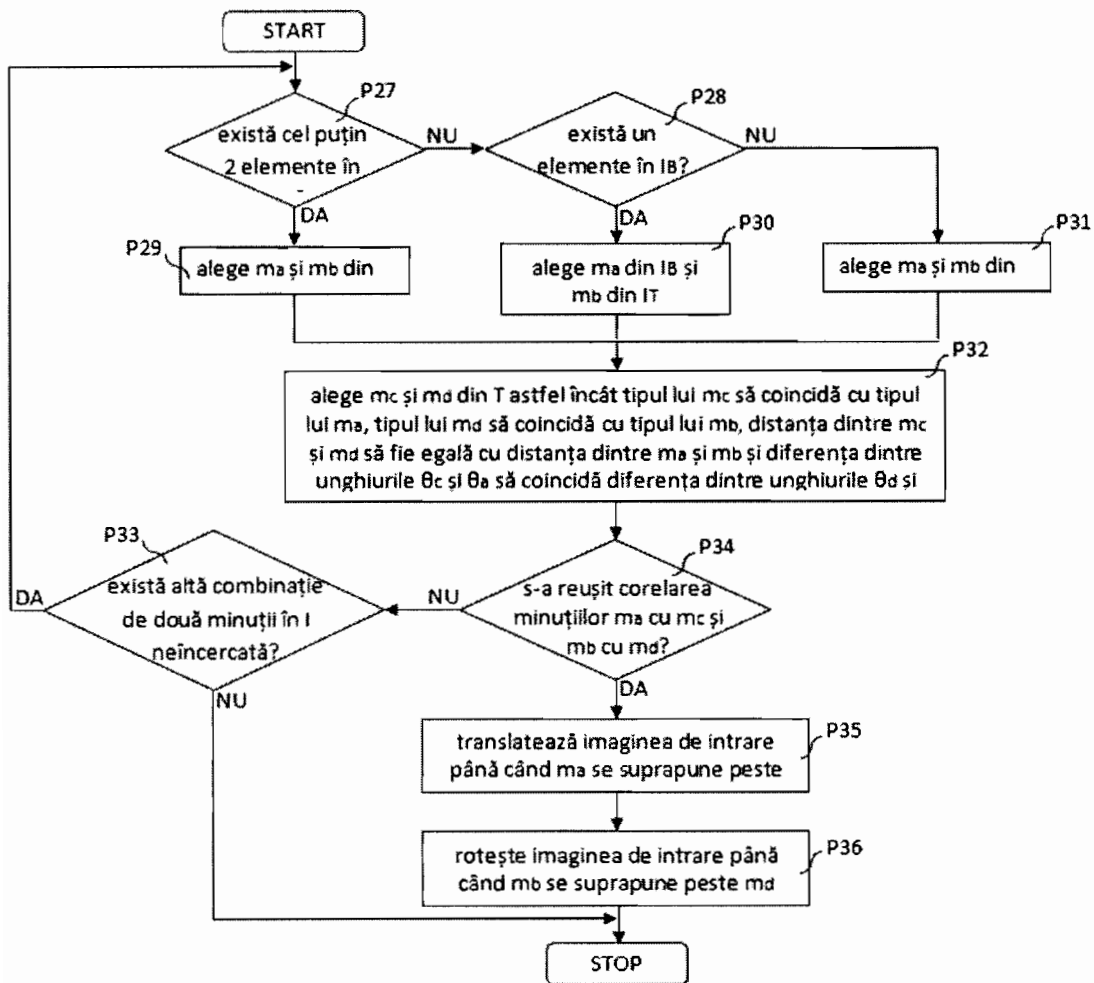 START
P27
există cel puțin
2 elemente în
NU
DA
P28
există un
elemente în IB?
NU
DA
P29
alege ma și mb din
P30
alege ma din IB și
mb din IT
P31
alege ma și mb din
P32
alege mc și md din T astfel încât tipul lui mc să coincidă cu tipul
lui ma, tipul lui md să coincidă cu tipul lui mb, distanța dintre mc
și md să fie egală cu distanța dintre ma și mb și diferența dintre
unghiurile θc și θa să coincidă diferența dintre unghiurile θd și
P33
există altă combinație
de două minuții în I
neîncercată?
DA
NU
P34
s-a reușit corelarea
minuțiilor ma cu mc și
mb cu md?
NU
DA
P35
translatează imaginea de intrare
până când ma se suprapune peste
P36
rotește imaginea de intrare până
când mb se suprapune peste md
STOP